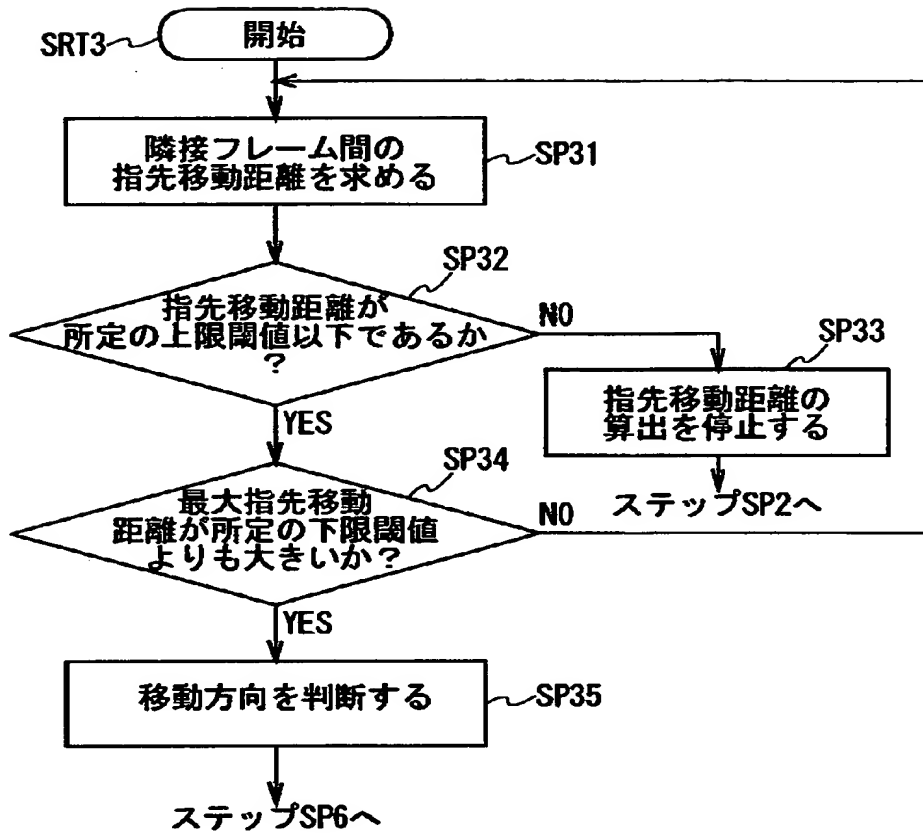 SRT3
開始
隣接フレーム間の
指先移動距離を求める
SP31
SP32
指先移動距離が
所定の上限閾値以下であるか
?
NO
YES
SP33
指先移動距離の
算出を停止する
ステップSP2へ
SP34
最大指先移動
距離が所定の下限閾値
よりも大きいか?
NO
YES
移動方向を判断する
SP35
ステップSP6へ